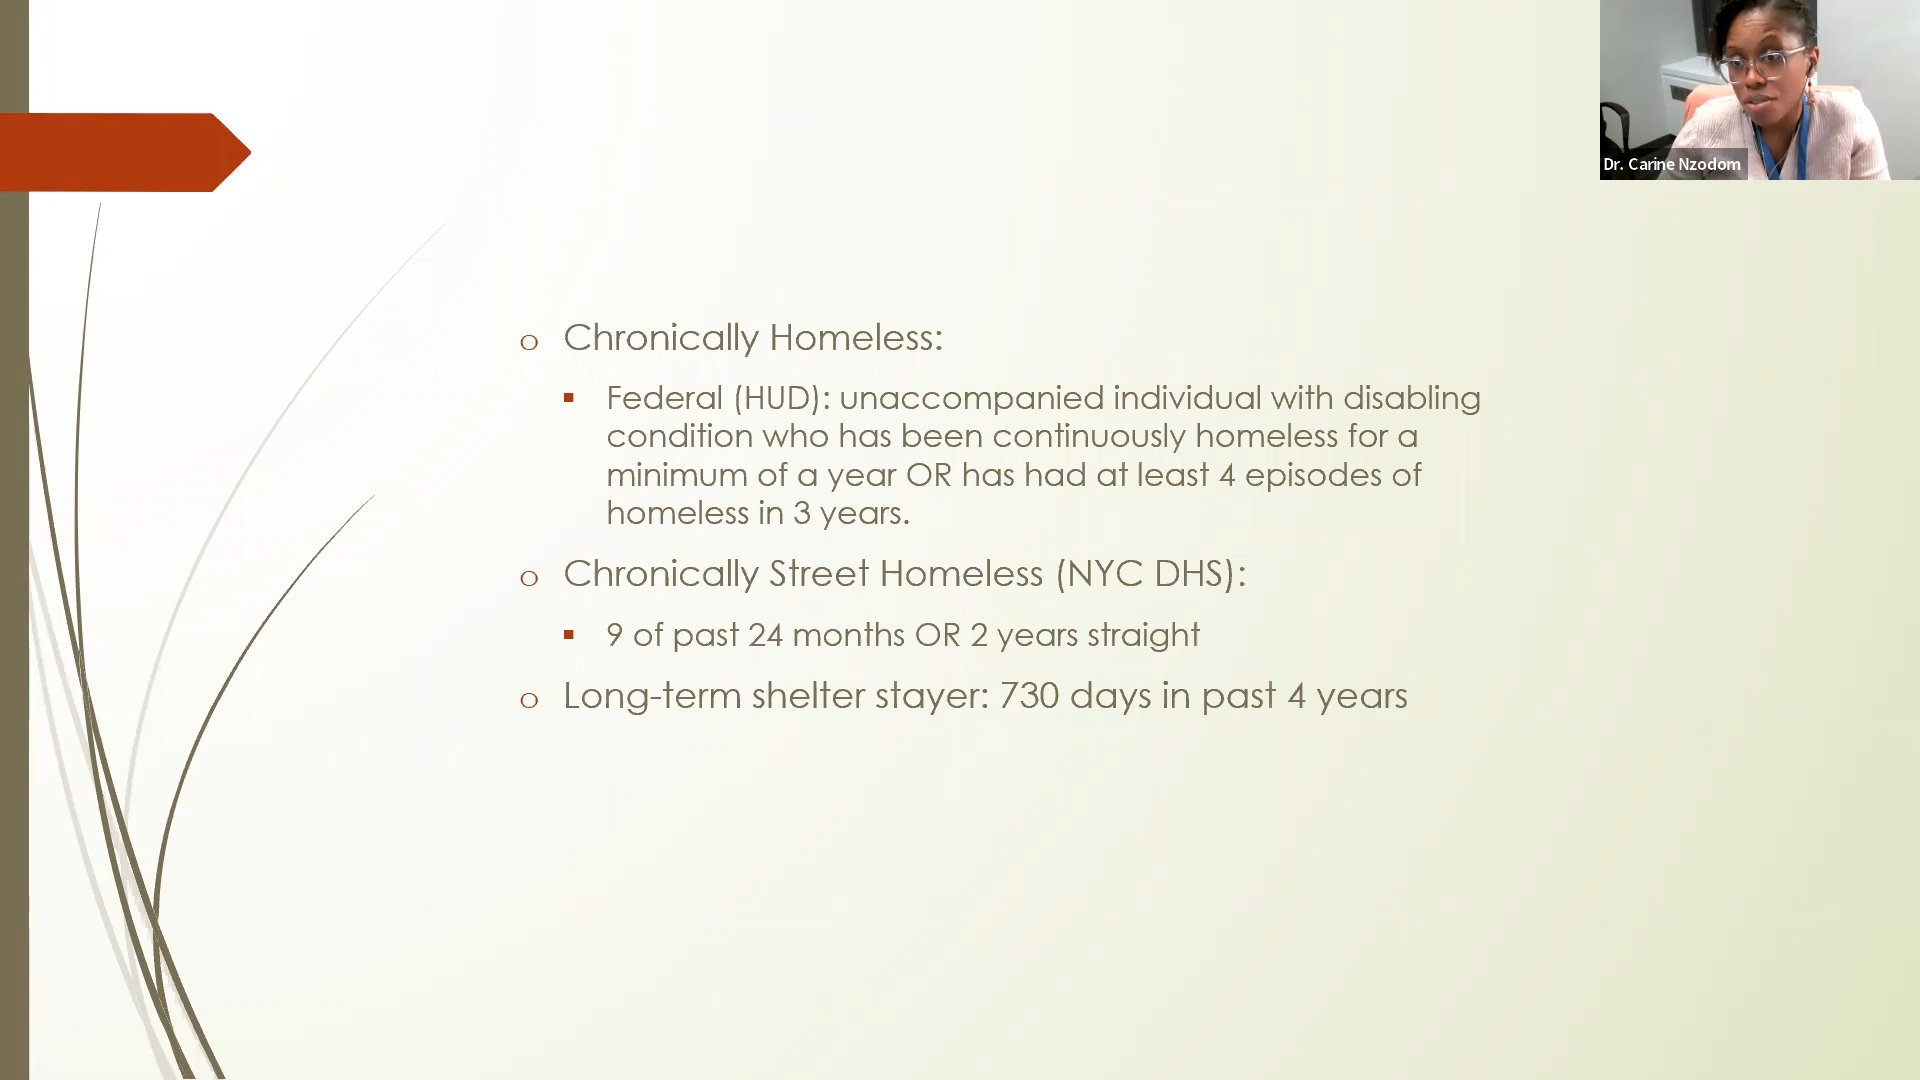 Dr. Carine Nzodom
o Chronically Homeless:
▪ Federal (HUD): unaccompanied individual with disabling
condition who has been continuously homeless for a
minimum of a year OR has had at least 4 episodes of
homeless in 3 years.
o Chronically Street Homeless (NYC DHS):
▪ 9 of past 24 months OR 2 years straight
o Long-term shelter stayer: 730 days in past 4 years